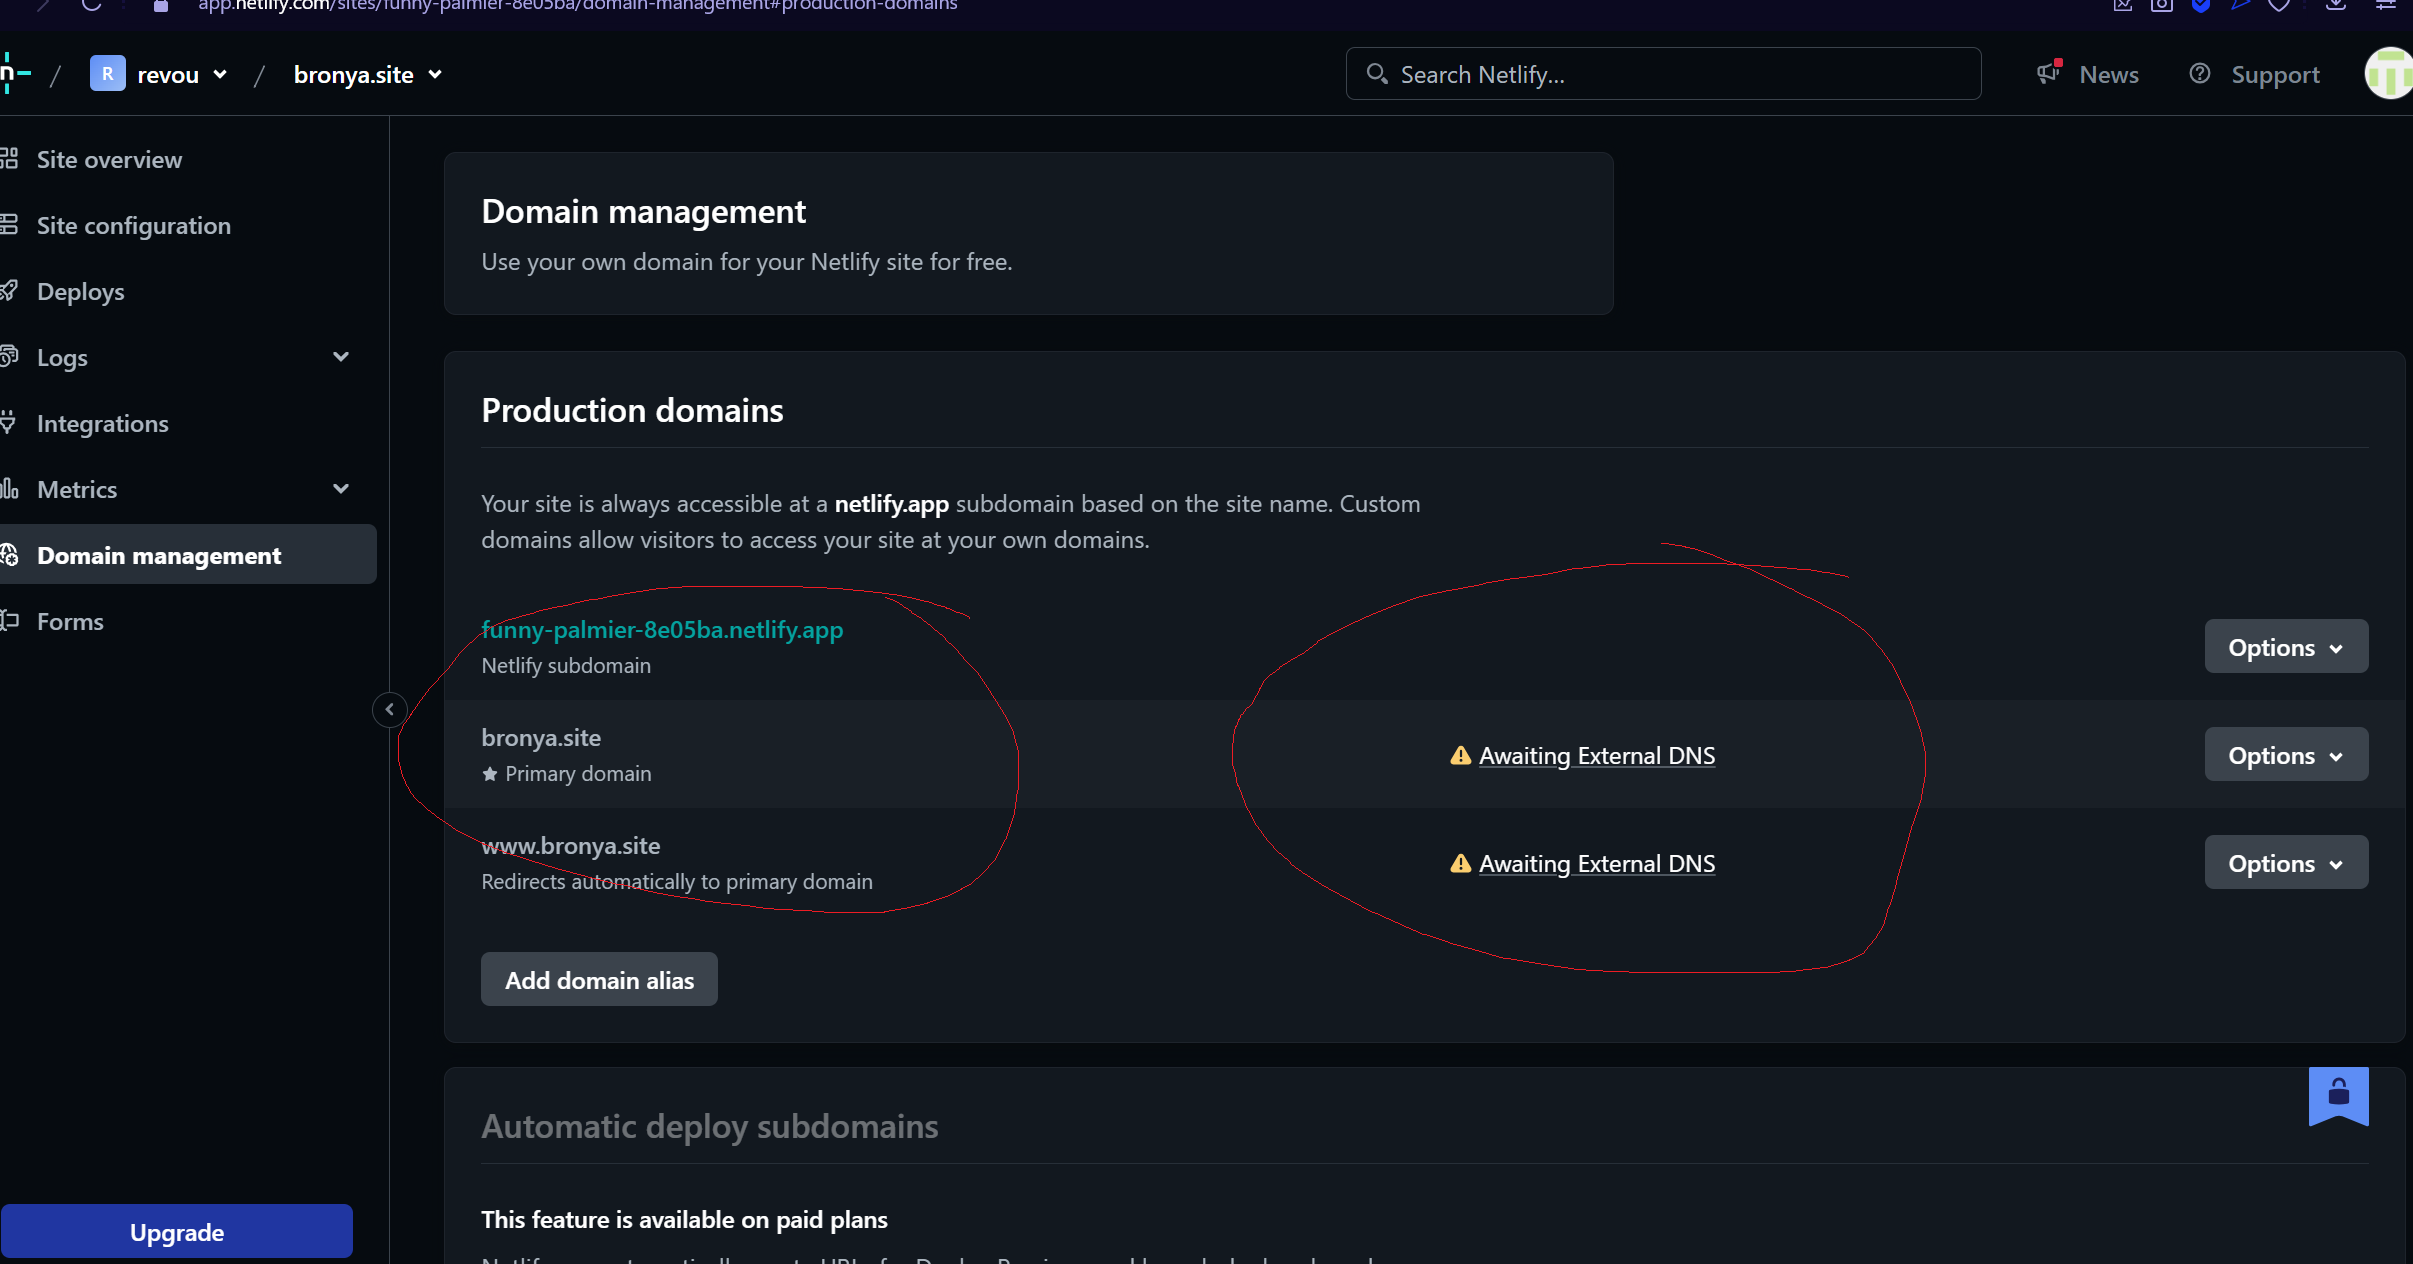 app.netlify.com/sites/funny-palmier-8e05ba/domain-management#production-domains
n / R revou / bronya.site
Search Netlify...
News
Support
Site overview
Site configuration
Deploys
Logs
Integrations
Metrics
Domain management
Forms
Upgrade
Domain management
Use your own domain for your Netlify site for free.
Production domains
Your site is always accessible at a netlify.app subdomain based on the site name. Custom
domains allow visitors to access your site at your own domains.
funny-palmier-8e05ba.netlify.app
Netlify subdomain
Options
bronya.site
Primary domain
Awaiting External DNS
Options
www.bronya.site
Redirects automatically to primary domain
Awaiting External DNS
Options
Add domain alias
Automatic deploy subdomains
This feature is available on paid plans